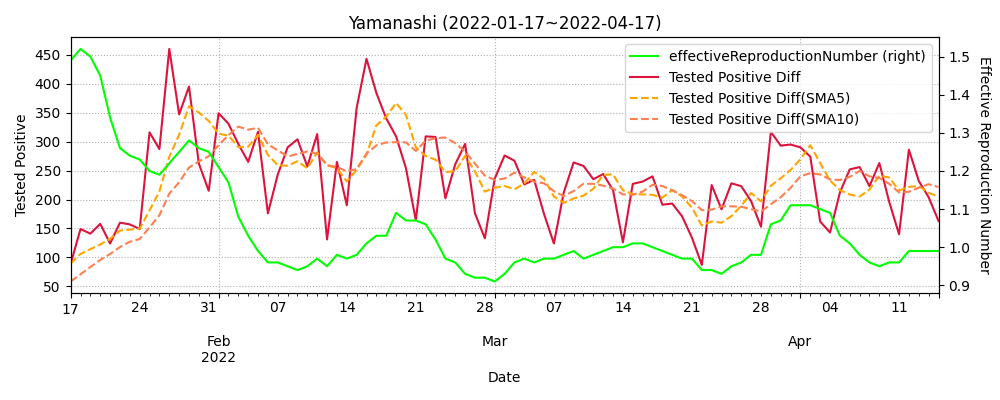 Yamanashi (2022-01-17~2022-04-17)
effectiveReproductionNumber (right)
Tested Positive Diff
Tested Positive Diff(SMA5)
Tested Positive Diff(SMA10)
Tested Positive
450
400
350
300
250
200
150
100
50
1.5
1.4
1.3
1.2
1.1
1.0
0.9
Effective Reproduction Number
17 24 31 07 14 21 28 07 14 21 28 04 11
Feb Mar Apr
2022
Date